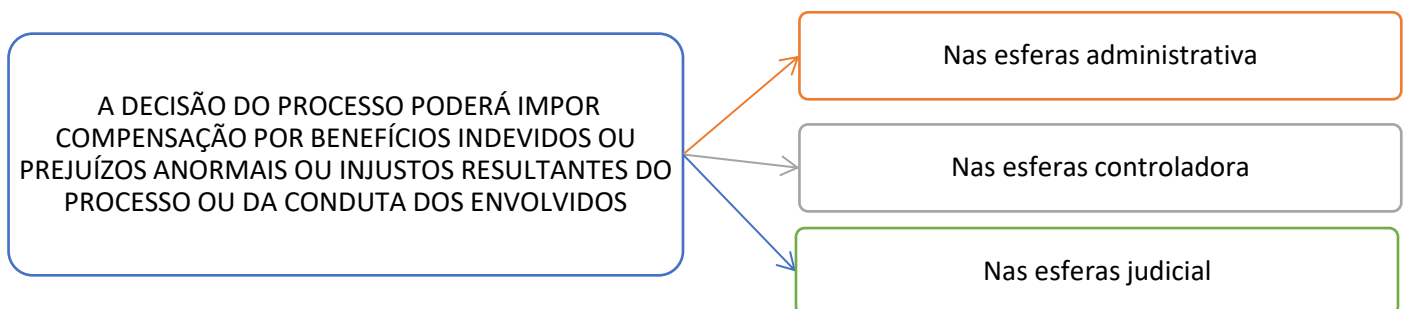 A DECISÃO DO PROCESSO PODERÁ IMPOR
COMPENSAÇÃO POR BENEFÍCIOS INDEVIDOS OU
PREJUÍZOS ANORMAIS OU INJUSTOS RESULTANTES DO
PROCESSO OU DA CONDUTA DOS ENVOLVIDOS
Nas esferas administrativa
Nas esferas controladora
Nas esferas judicial